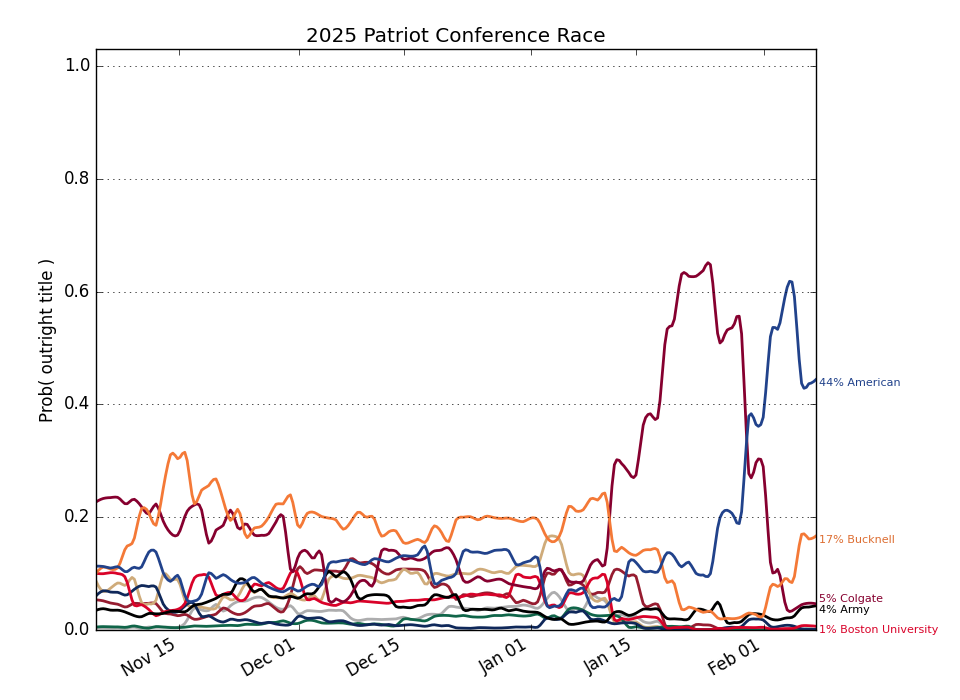 2025 Patriot Conference Race
Prob( outright title )
1.0
0.8
0.6
0.4
0.2
0.0
Nov 15
Dec 01
Dec 15
Jan 01
Jan 15
Feb 01
44% American
17% Bucknell
5% Colgate
4% Army
1% Boston University